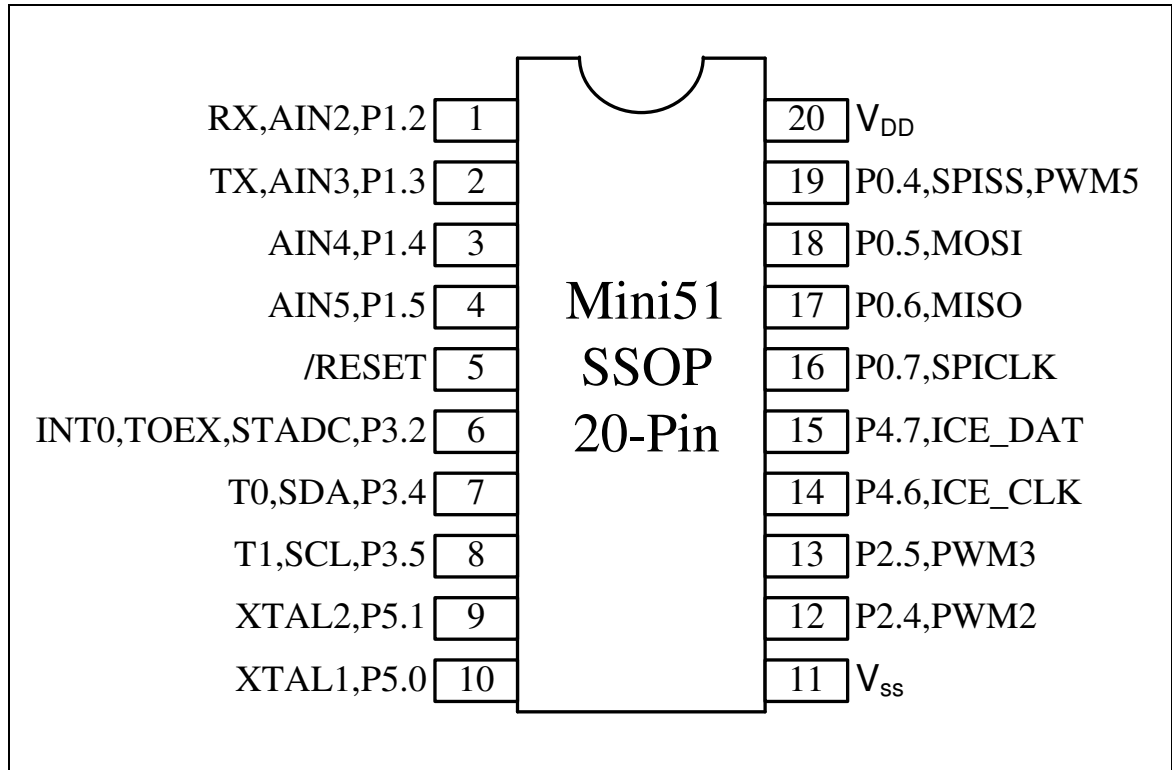 RX,AIN2,P1.2 1
TX,AIN3,P1.3 2
AIN4,P1.4 3
AIN5,P1.5 4
/RESET 5
INT0,TOEX,STADC,P3.2 6
T0,SDA,P3.4 7
T1,SCL,P3.5 8
XTAL2,P5.1 9
XTAL1,P5.0 10
Mini51
SSOP
20-Pin
20 VDD
19 P0.4,SPISS,PWM5
18 P0.5,MOSI
17 P0.6,MISO
16 P0.7,SPICLK
15 P4.7,ICE_DAT
14 P4.6,ICE_CLK
13 P2.5,PWM3
12 P2.4,PWM2
11 Vss